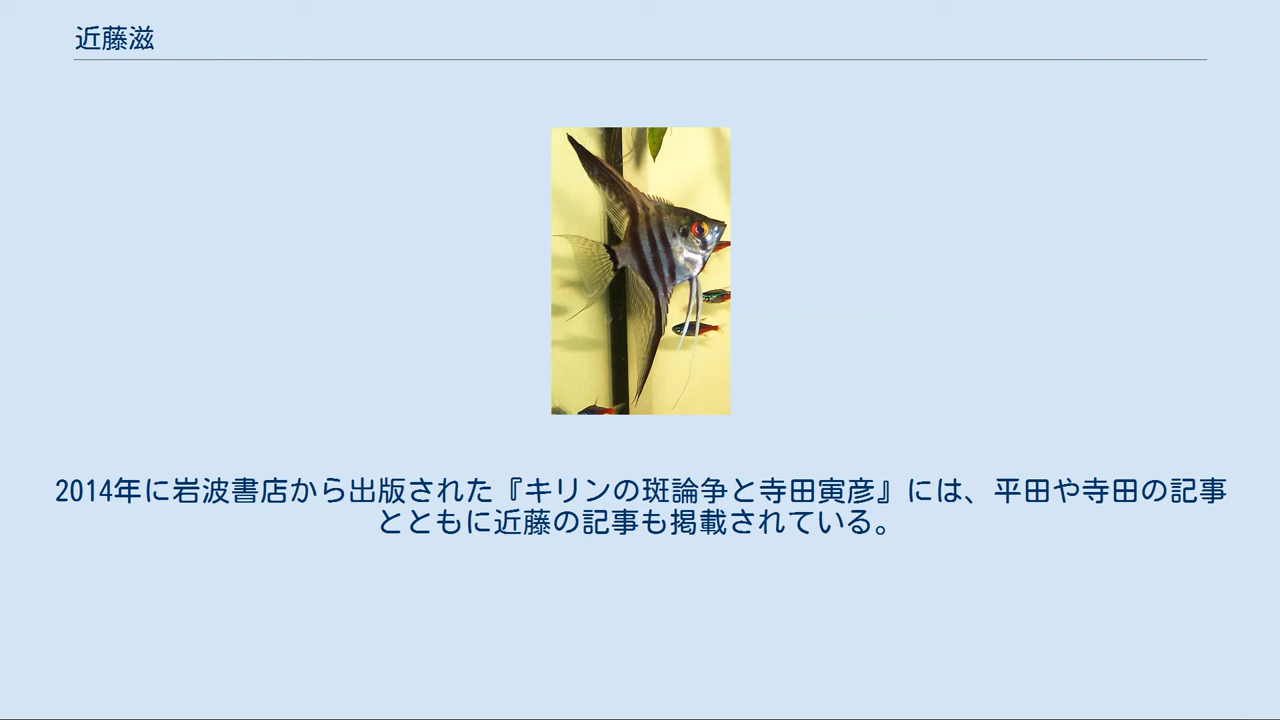 近藤滋
2014年に岩波書店から出版された『キリンの斑論争と寺田寅彦』には、平田や寺田の記事
とともに近藤の記事も掲載されている。